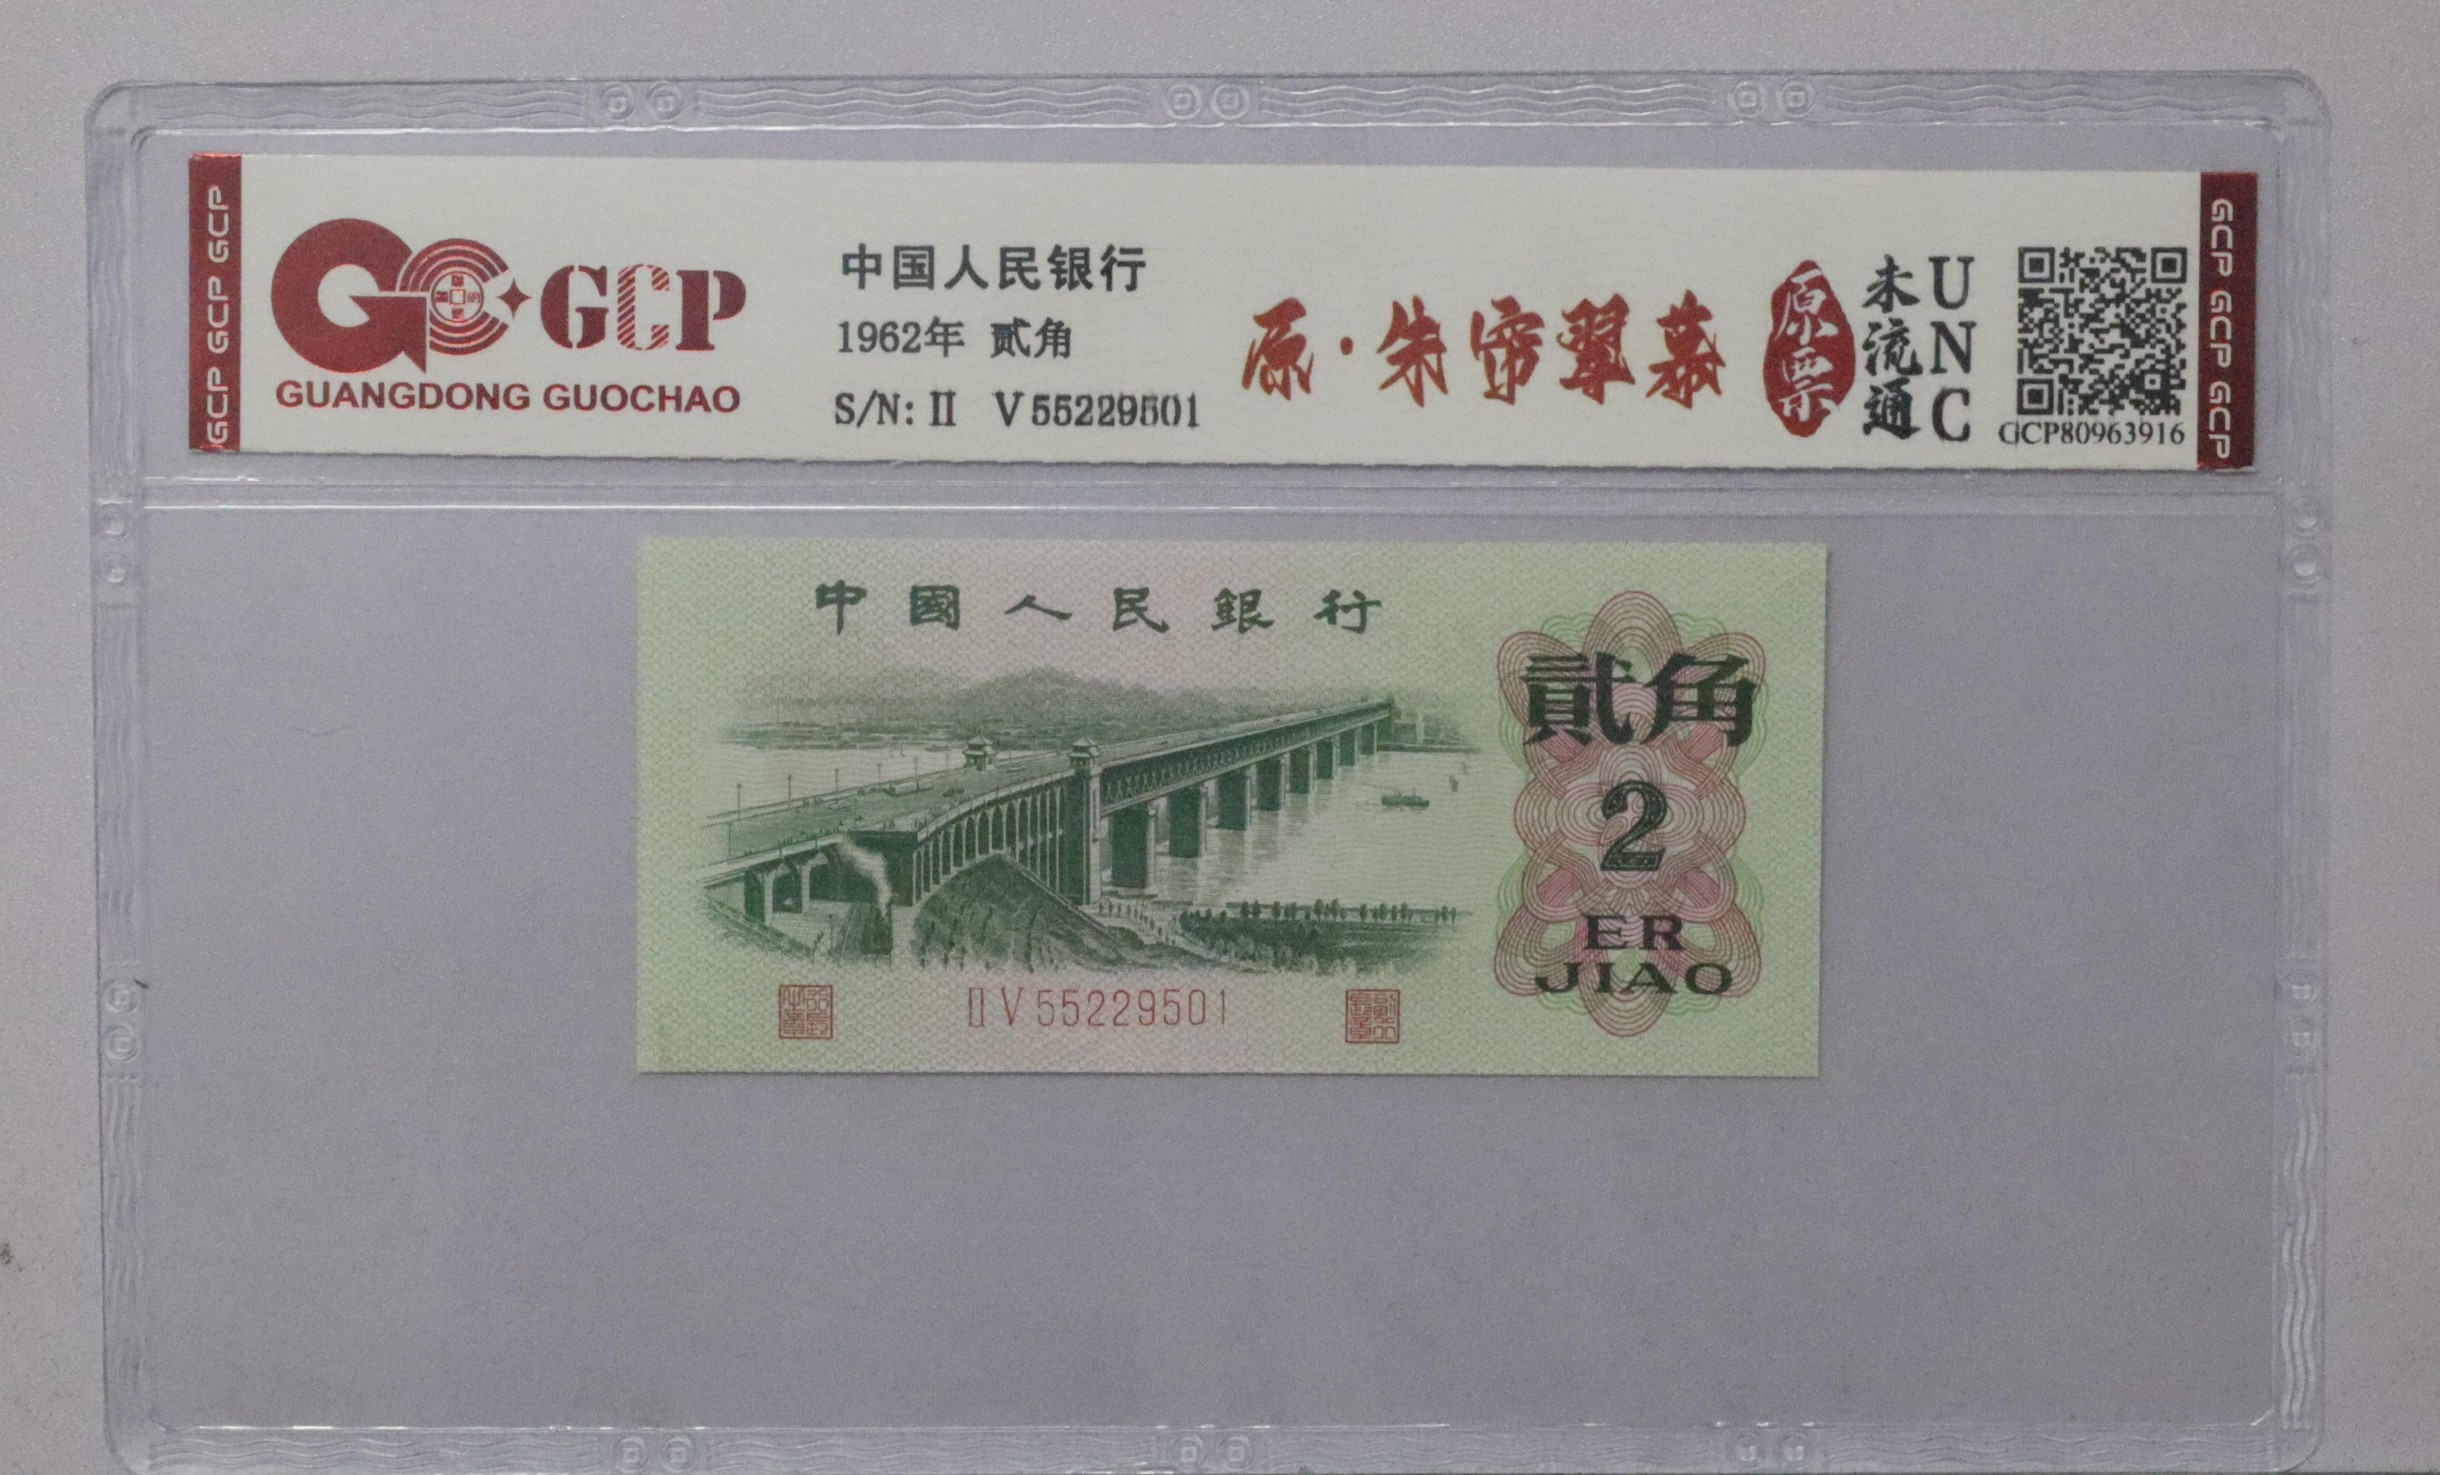 GCP GCP GCP
GCP
GUANGDONG GUOCHAO
中国人民银行
1962年 贰角
S/N: II V55229501
原·朱帘翠幕
原票
未流通
UNC
GCP80963916
GCP GCP GCP
中國人民銀行
貳角
2
ER
JIAO
II V 55229501